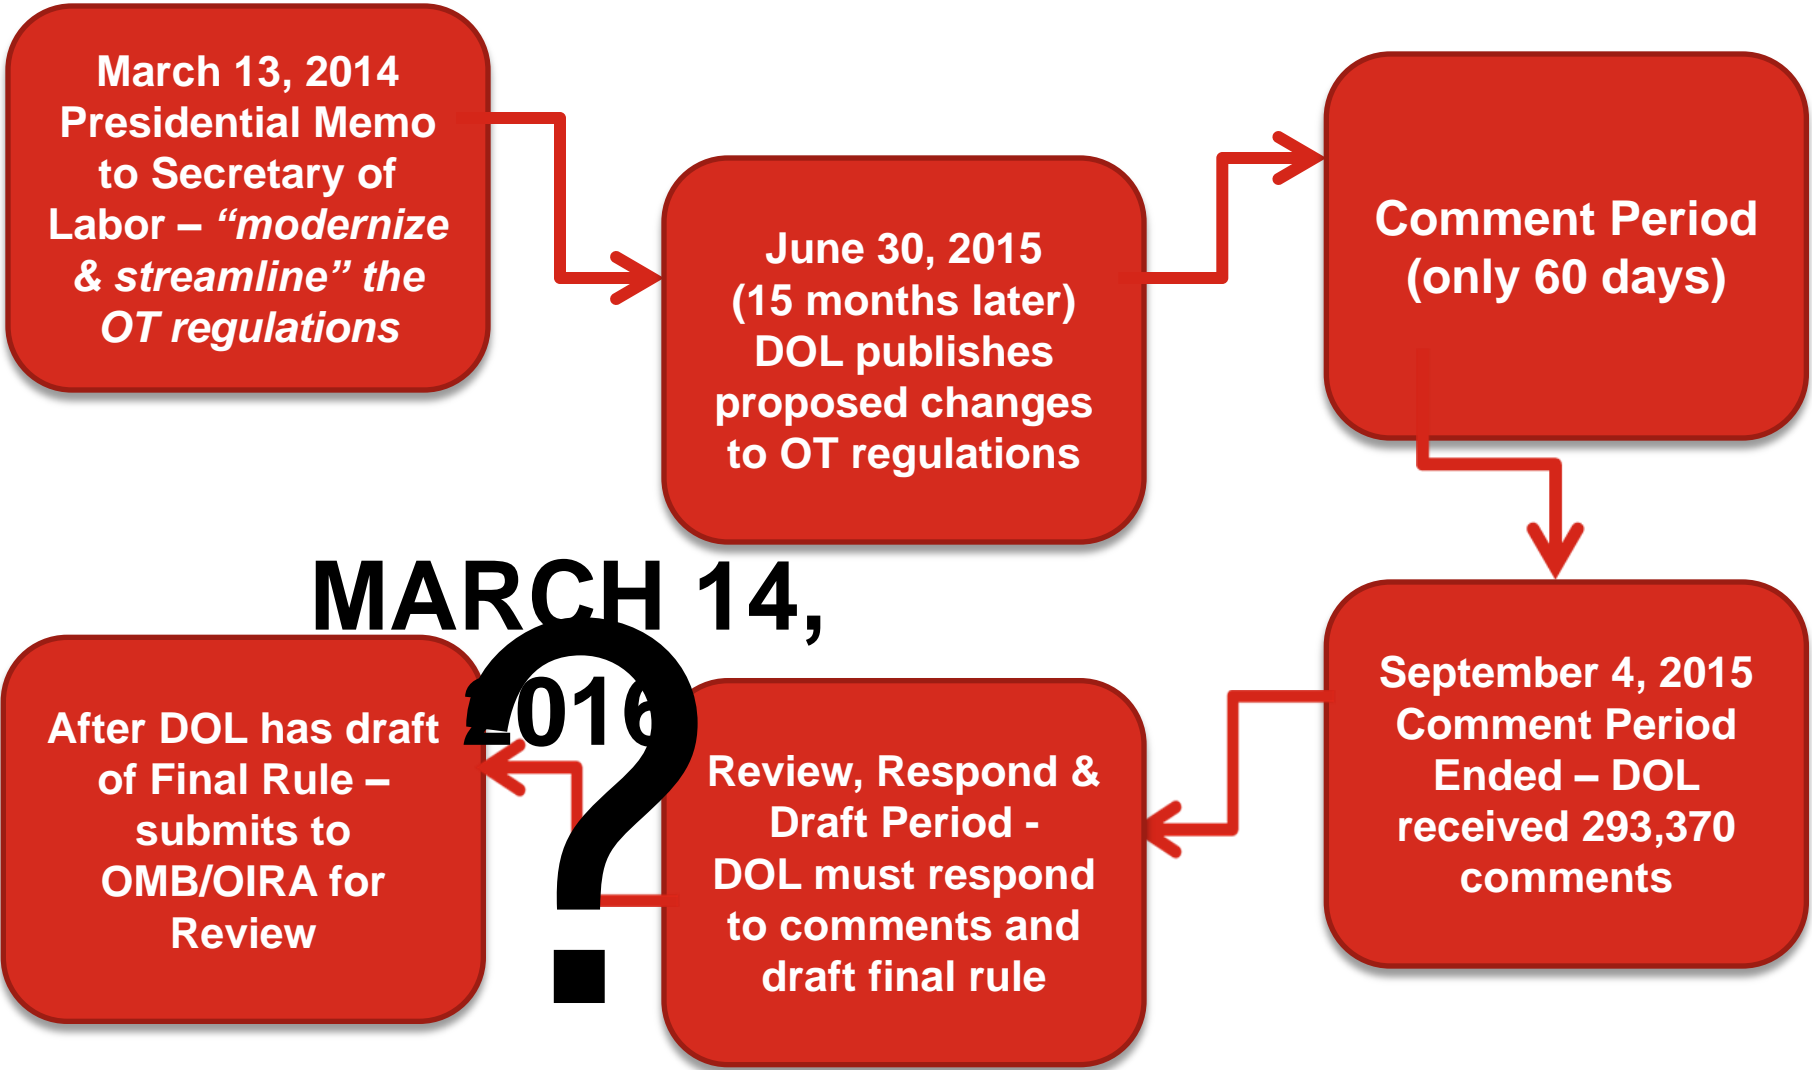 March 13, 2014
Presidential Memo
to Secretary of
Labor – “modernize
& streamline” the
OT regulations
June 30, 2015
(15 months later)
DOL publishes
proposed changes
to OT regulations
Comment Period
(only 60 days)
September 4, 2015
Comment Period
Ended – DOL
received 293,370
comments
Review, Respond &
Draft Period -
DOL must respond
to comments and
draft final rule
MARCH 14,
2016
?
After DOL has draft
of Final Rule –
submits to
OMB/OIRA for
Review